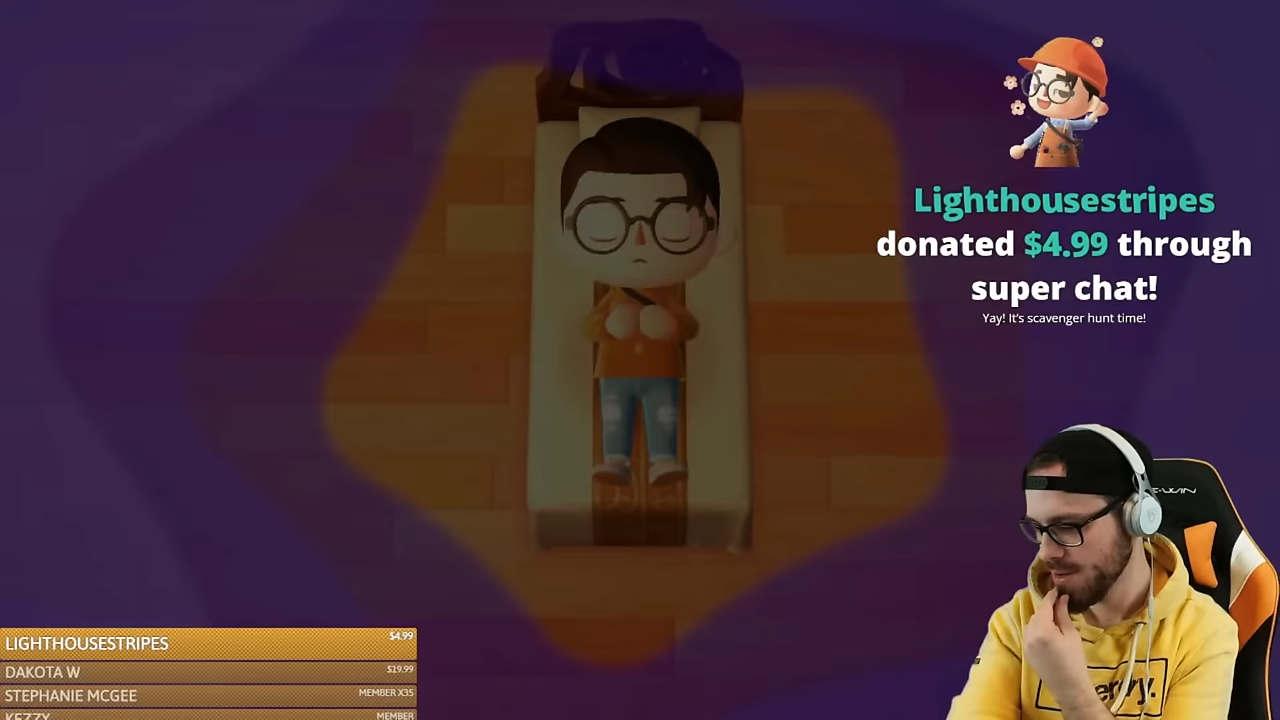 Lighthousestripes
donated $4.99 through
super chat!
Yay! It's scavenger hunt time!
LIGHTHOUSESTRIPES $4.99
DAKOTA W $19.99
STEPHANIE MCGEE MEMBER X35
KEZZY MEMBER